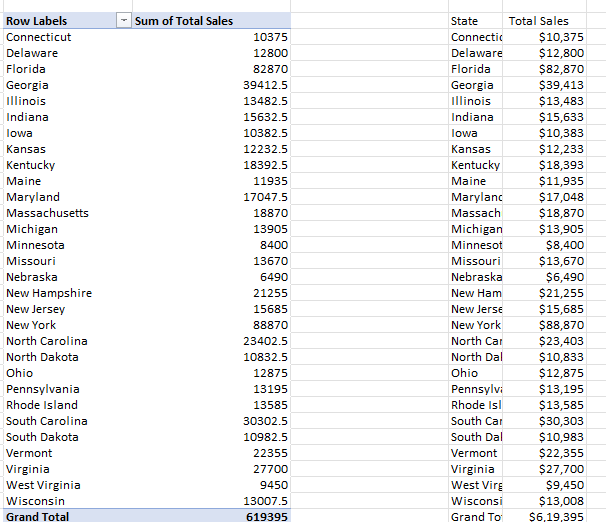 Row Labels Sum of Total Sales State Total Sales
Connecticut 10375 Connectic $10,375
Delaware 12800 Delaware $12,800
Florida 82870 Florida $82,870
Georgia 39412.5 Georgia $39,413
Illinois 13482.5 Illinois $13,483
Indiana 15632.5 Indiana $15,633
Iowa 10382.5 Iowa $10,383
Kansas 12232.5 Kansas $12,233
Kentucky 18392.5 Kentucky $18,393
Maine 11935 Maine $11,935
Maryland 17047.5 Maryland $17,048
Massachusetts 18870 Massach $18,870
Michigan 13905 Michigan $13,905
Minnesota 8400 Minnesot $8,400
Missouri 13670 Missouri $13,670
Nebraska 6490 Nebraska $6,490
New Hampshire 21255 New Ham $21,255
New Jersey 15685 New Jerse $15,685
New York 88870 New York $88,870
North Carolina 23402.5 North Car $23,403
North Dakota 10832.5 North Dal $10,833
Ohio 12875 Ohio $12,875
Pennsylvania 13195 Pennsylva $13,195
Rhode Island 13585 Rhode Isl $13,585
South Carolina 30302.5 South Car $30,303
South Dakota 10982.5 South Dal $10,983
Vermont 22355 Vermont $22,355
Virginia 27700 Virginia $27,700
West Virginia 9450 West Virg $9,450
Wisconsin 13007.5 Wisconsi $13,008
Grand Total 619395 Grand To $6,19,395